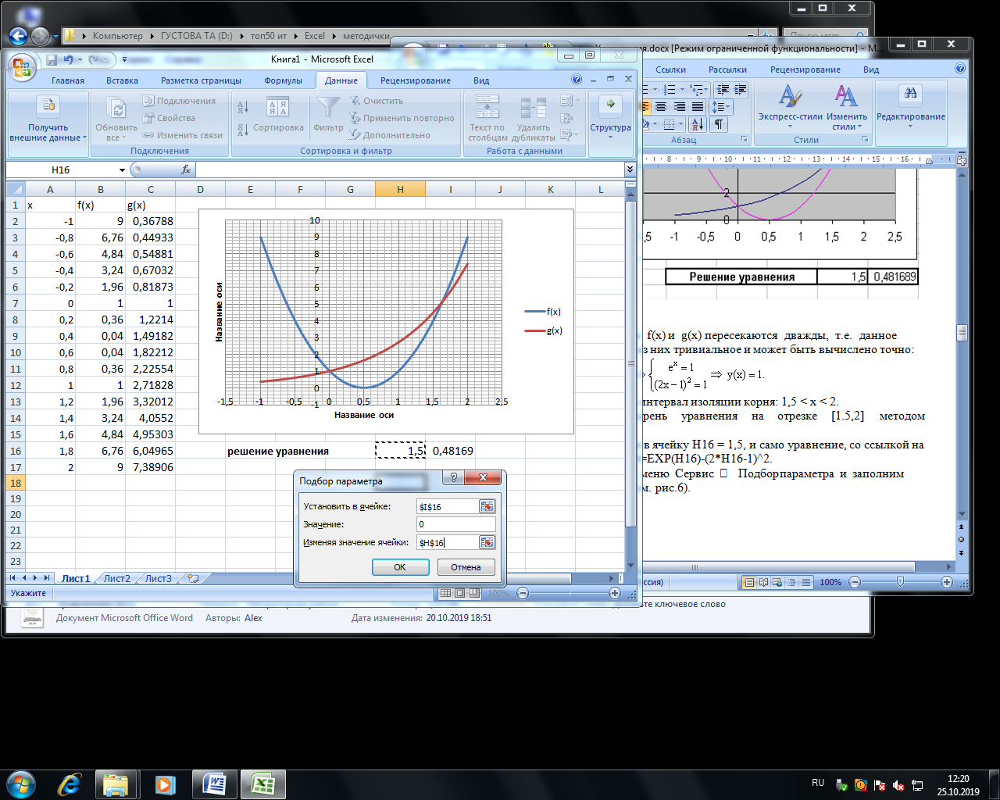 Компьютер ▸ ГУСТОВА ТА (D:) ▸ топ50 ит ▸ Excel ▸ методички
.docx [Режим ограниченной функциональности] - M...
Книга1 - Microsoft Excel
Главная Вставка Разметка страницы Формулы Данные Рецензирование Вид
Ссылки Рассылки Рецензирование Вид
Получить внешние данные
Обновить все
Подключения
Свойства
Изменить связи
Подключения
Сортировка
Фильтр
Очистить
Применить повторно
Дополнительно
Сортировка и фильтр
Текст по столбцам
Удалить дубликаты
Работа с данными
Структура
Абзац
Экспресс-стили
Изменить стили
Стили
Редактирование
H16
fx
A B C D E F G H I J K L
1 x f(x) g(x)
2 -1 9 0,36788
3 -0,8 6,76 0,44933
4 -0,6 4,84 0,54881
5 -0,4 3,24 0,67032
6 -0,2 1,96 0,81873
7 0 1 1
8 0,2 0,36 1,2214
9 0,4 0,04 1,49182
10 0,6 0,04 1,82212
11 0,8 0,36 2,22554
12 1 1 2,71828
13 1,2 1,96 3,32012
14 1,4 3,24 4,0552
15 1,6 4,84 4,95303
16 1,8 6,76 6,04965 решение уравнения 1,5 0,48169
17 2 9 7,38906
18
19
20
21
22
23
10
9
8
7
6
5
4
3
2
1
0
-1
-1,5 -1 -0,5 0 0,5 1 1,5 2 2,5
Название оси
Название оси
f(x)
g(x)
Подбор параметра
Установить в ячейке: $I$16
Значение: 0
Изменяя значение ячейки: $H$16
ОК Отмена
Лист1 Лист2 Лист3
Укажите
100%
8 9 10 11 12 13 14 15 16
2
0
,5 -1 -0,5 0 0,5 1 1,5 2 2,5
Решение уравнения 1,5 0,481689
f(x) и g(x) пересекаются дважды, т.е. данное
з них тривиальное и может быть вычислено точно:
eˣ = 1
(2x − 1)² = 1 ⇒ y(x) = 1.
интервал изоляции корня: 1,5 < x < 2.
рень уравнения на отрезке [1.5,2] методом
в ячейку H16 = 1,5, и само уравнение, со ссылкой на
=EXP(H16)-(2*H16-1)^2.
меню Сервис Подборпараметра и заполним
м. рис.6).
ссия)
100%
те ключевое слово
Документ Microsoft Office Word Авторы: Alex Дата изменения: 20.10.2019 18:51
RU
12:20
25.10.2019